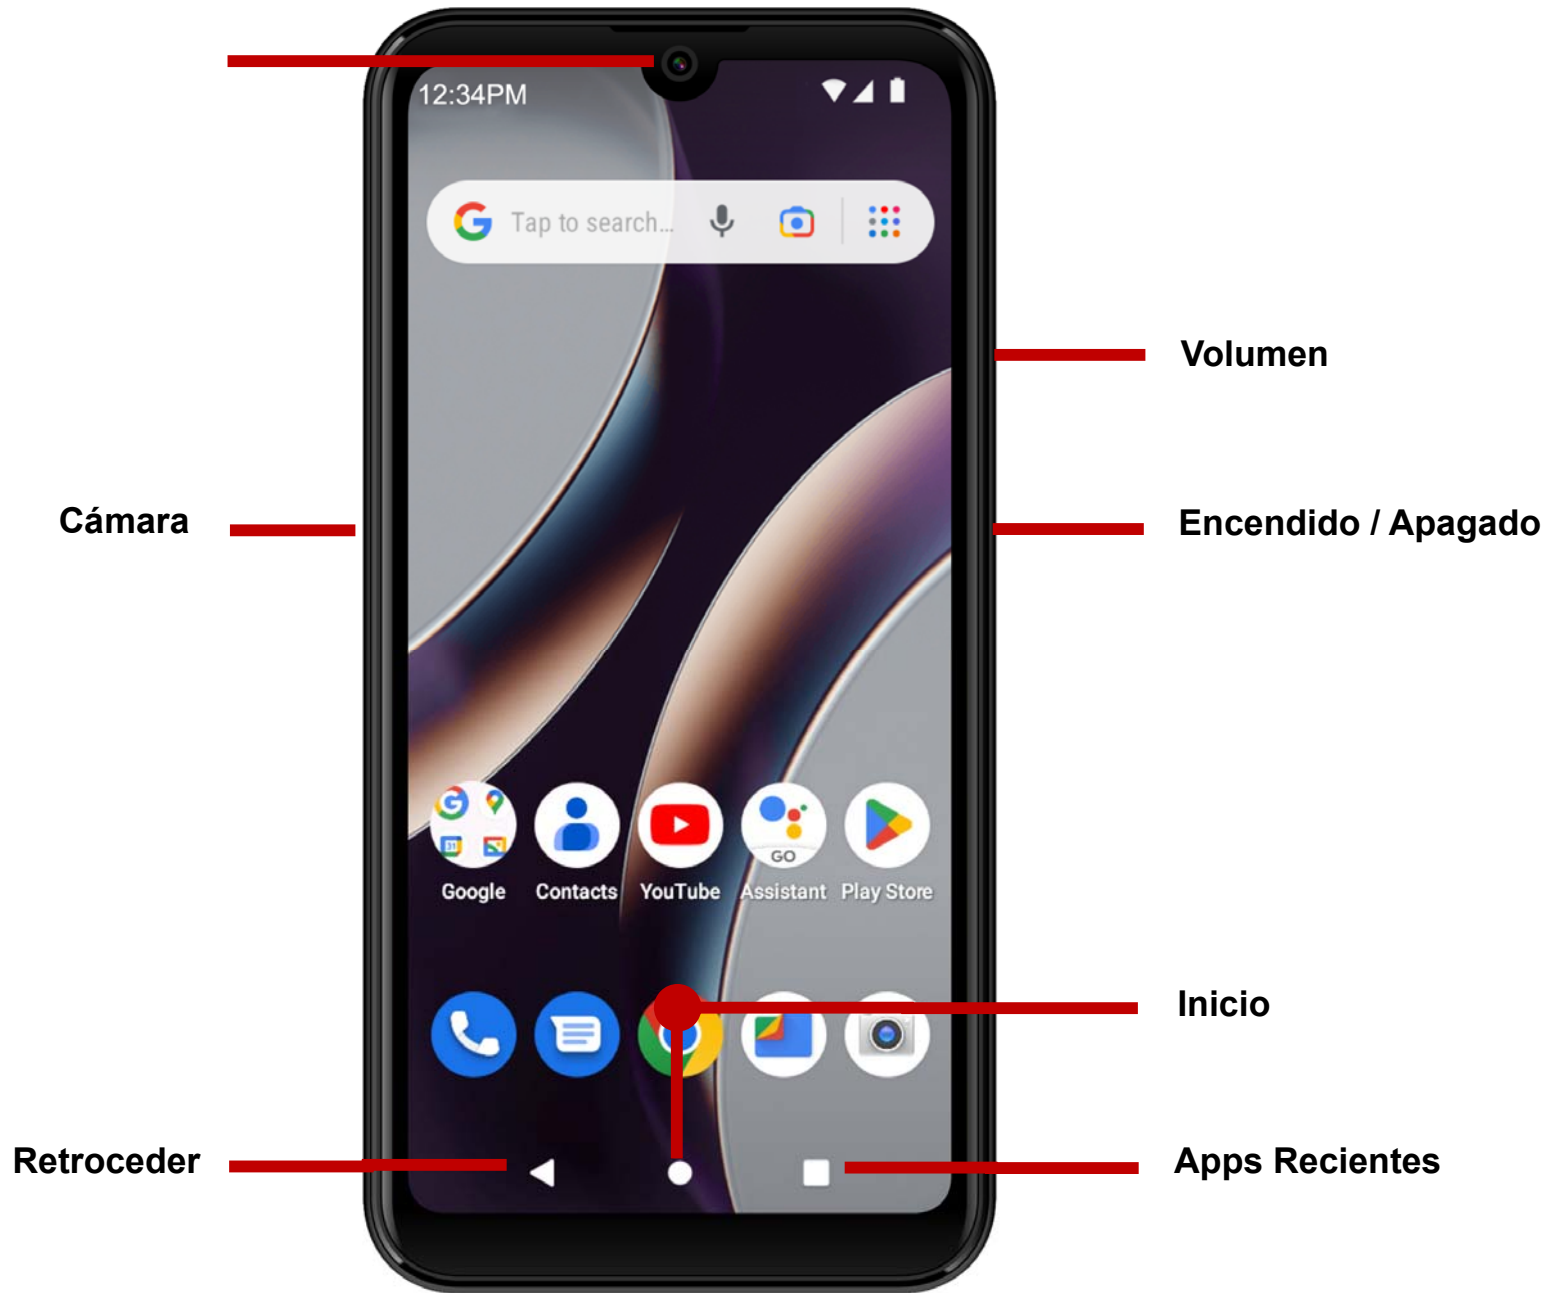 12:34PM
Tap to search...
Volumen
Cámara
Encendido / Apagado
31
GO
Google
Contacts
YouTube
Assistant
Play Store
Inicio
Retroceder
Apps Recientes